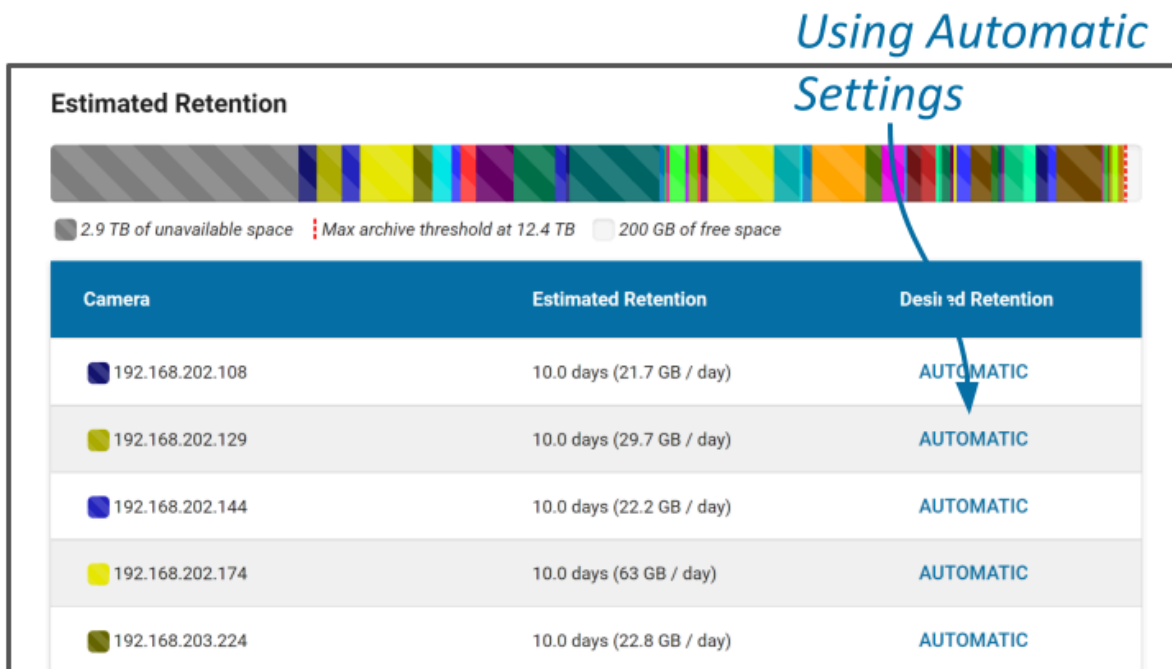 Using Automatic
Settings
Estimated Retention
2.9 TB of unavailable space Max archive threshold at 12.4 TB 200 GB of free space
Camera Estimated Retention Desired Retention
192.168.202.108 10.0 days (21.7 GB / day) AUTOMATIC
192.168.202.129 10.0 days (29.7 GB / day) AUTOMATIC
192.168.202.144 10.0 days (22.2 GB / day) AUTOMATIC
192.168.202.174 10.0 days (63 GB / day) AUTOMATIC
192.168.203.224 10.0 days (22.8 GB / day) AUTOMATIC